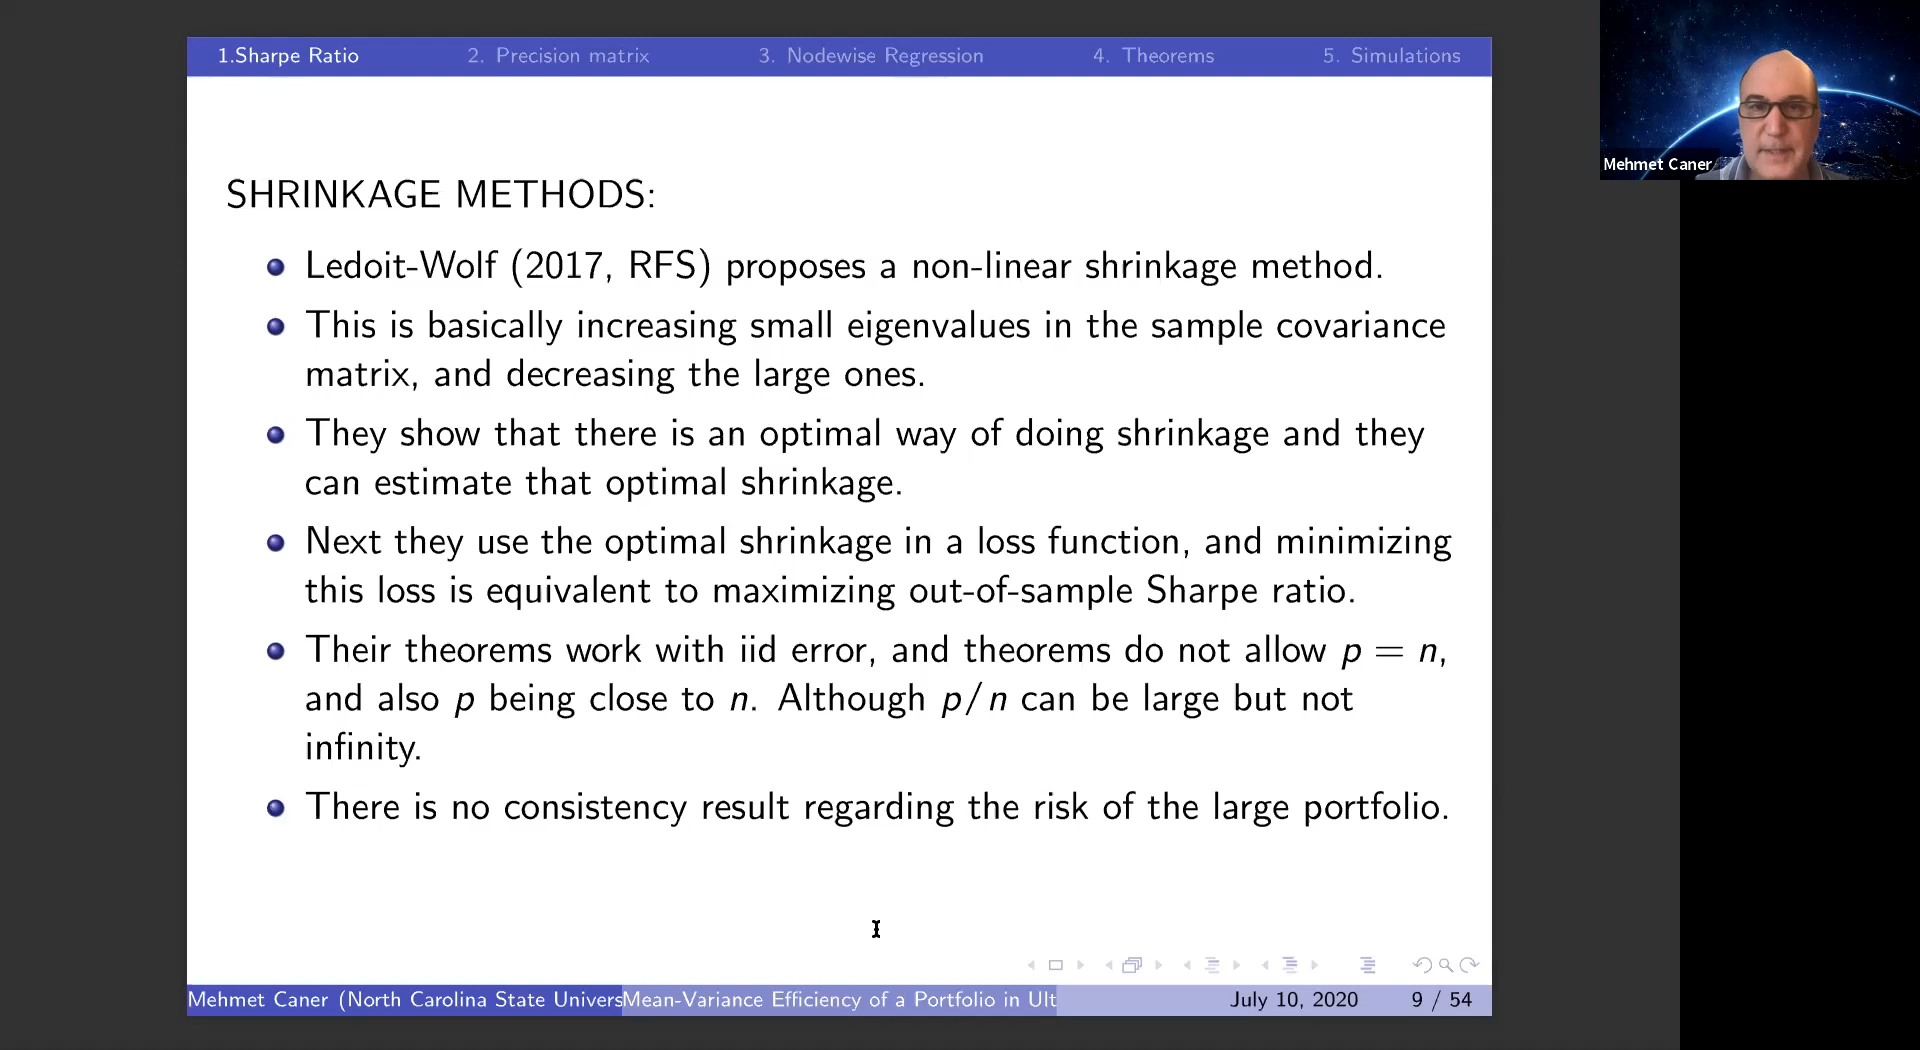 1.Sharpe Ratio 2. Precision matrix 3. Nodewise Regression 4. Theorems 5. Simulations
Mehmet Caner
SHRINKAGE METHODS:
Ledoit-Wolf (2017, RFS) proposes a non-linear shrinkage method.
This is basically increasing small eigenvalues in the sample covariance
matrix, and decreasing the large ones.
They show that there is an optimal way of doing shrinkage and they
can estimate that optimal shrinkage.
Next they use the optimal shrinkage in a loss function, and minimizing
this loss is equivalent to maximizing out-of-sample Sharpe ratio.
Their theorems work with iid error, and theorems do not allow p = n,
and also p being close to n. Although p/n can be large but not
infinity.
There is no consistency result regarding the risk of the large portfolio.
Mehmet Caner (North Carolina State Univers Mean-Variance Efficiency of a Portfolio in Ult July 10, 2020 9 / 54